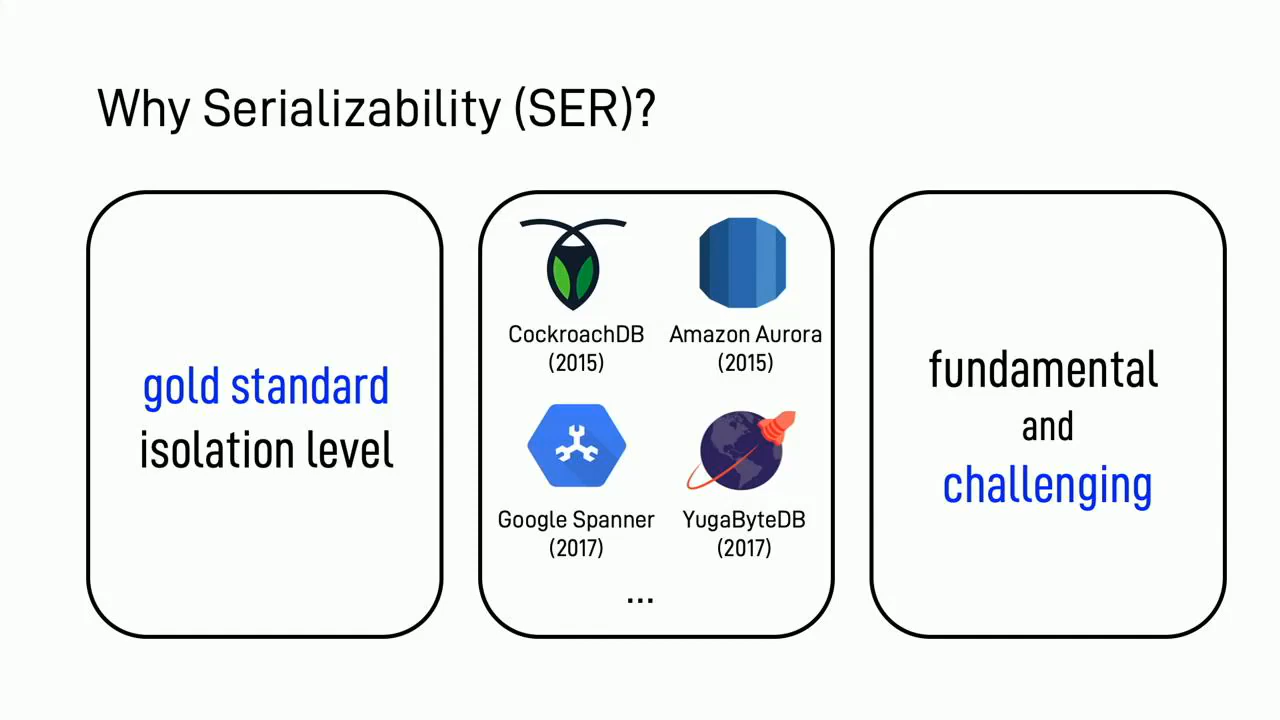 Why Serializability (SER)?
gold standard
isolation level
CockroachDB
(2015)
Amazon Aurora
(2015)
Google Spanner
(2017)
YugaByteDB
(2017)
...
fundamental
and
challenging